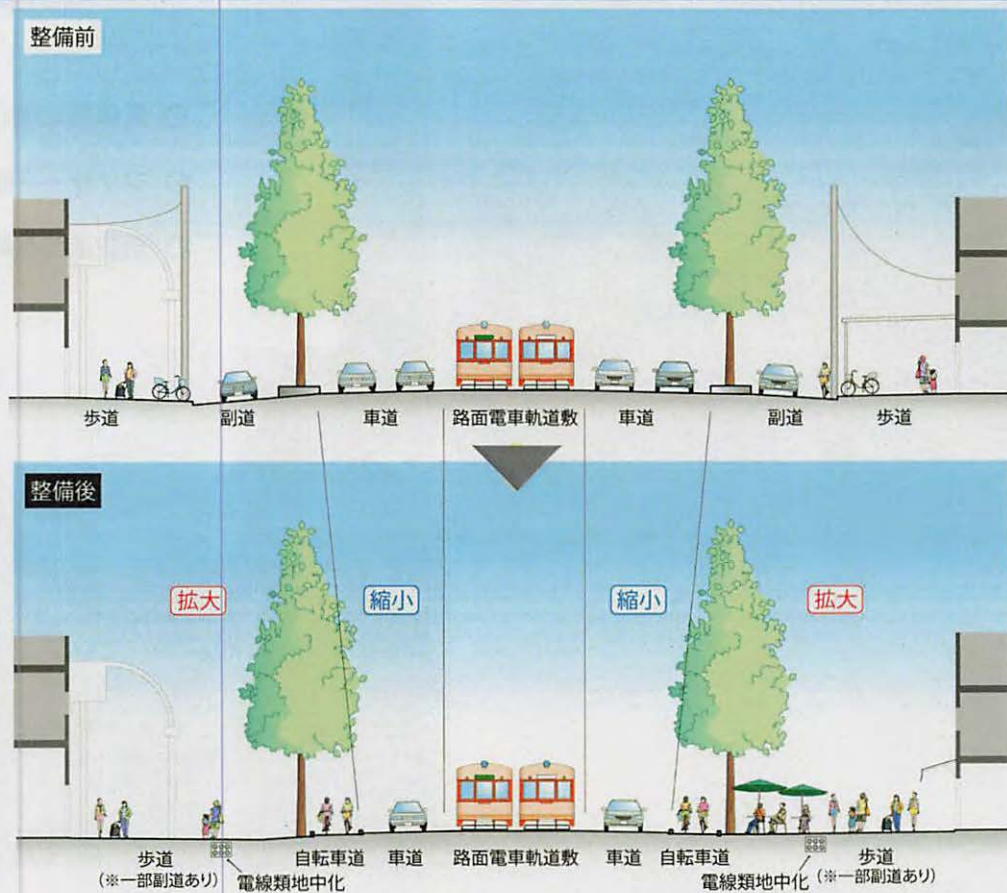 整備前
歩道 副道 車道 路面電車軌道敷 車道 副道 歩道
整備後
拡大 縮小 縮小 拡大
歩道 自転車道 車道 路面電車軌道敷 車道 自転車道 歩道
(※一部副道あり) 電線類地中化 電線類地中化 (※一部副道あり)